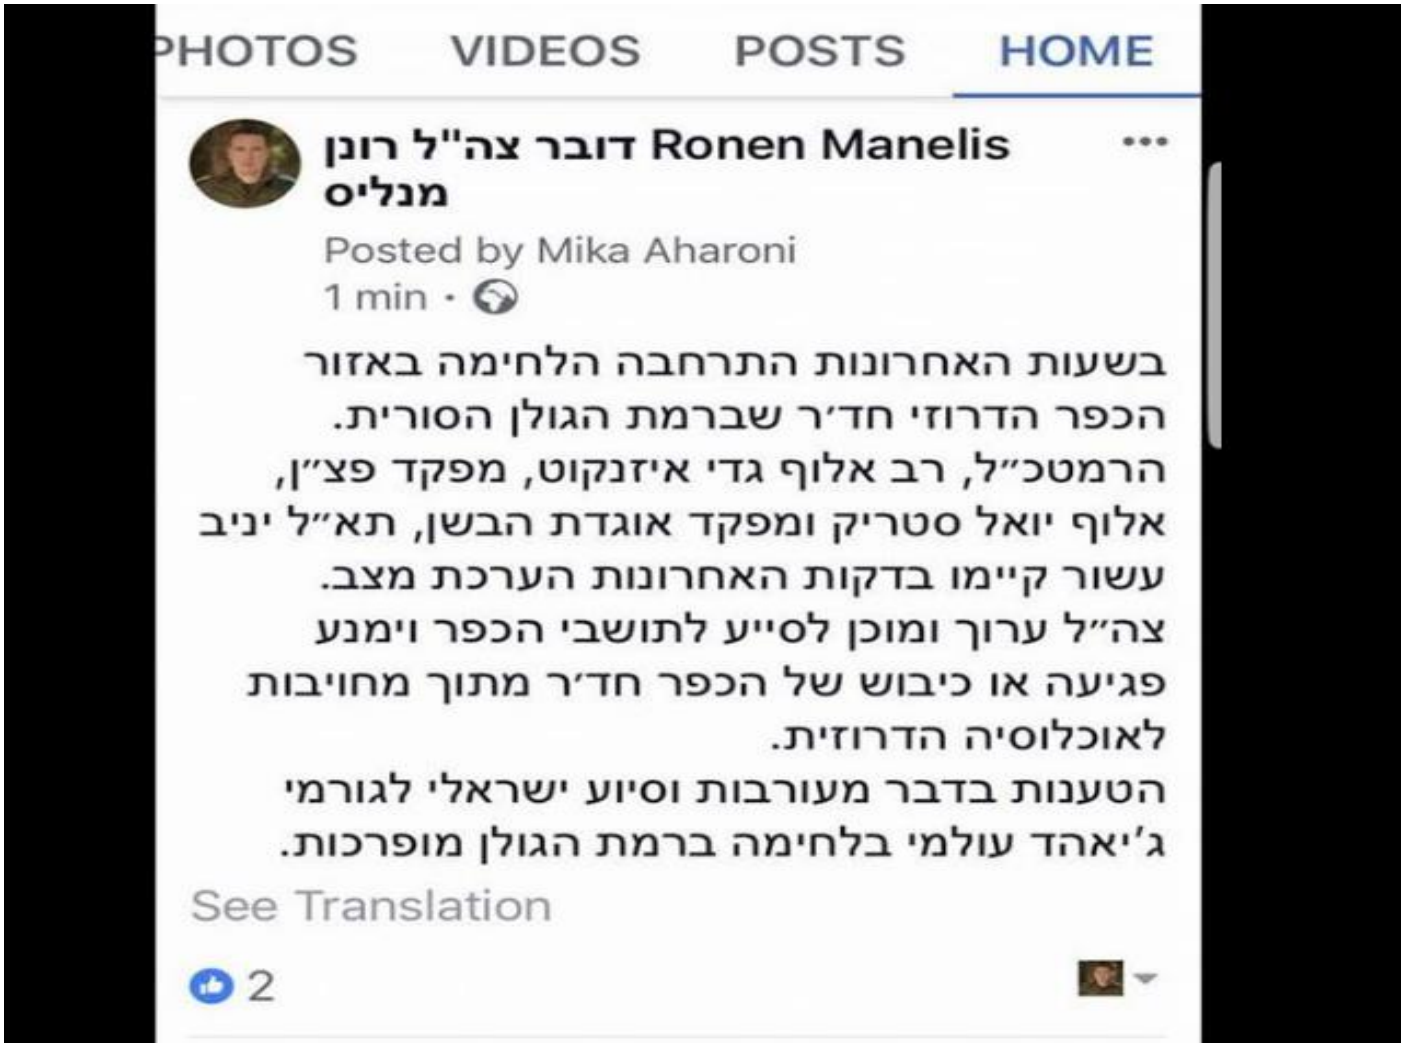 PHOTOS VIDEOS POSTS HOME
דובר צה"ל רונן Ronen Manelis
מנליס
Posted by Mika Aharoni
1 min ·
בשעות האחרונות התרחבה הלחימה באזור
הכפר הדרוזי חד׳ר שברמת הגולן הסורית.
הרמטכ״ל, רב אלוף גדי איזנקוט, מפקד פצ״ן,
אלוף יואל סטריק ומפקד אוגדת הבשן, תא״ל יניב
עשור קיימו בדקות האחרונות הערכת מצב.
צה״ל ערוך ומוכן לסייע לתושבי הכפר וימנע
פגיעה או כיבוש של הכפר חד׳ר מתוך מחויבות
לאוכלוסיה הדרוזית.
הטענות בדבר מעורבות וסיוע ישראלי לגורמי
ג׳יאהד עולמי בלחימה ברמת הגולן מופרכות.
See Translation
2